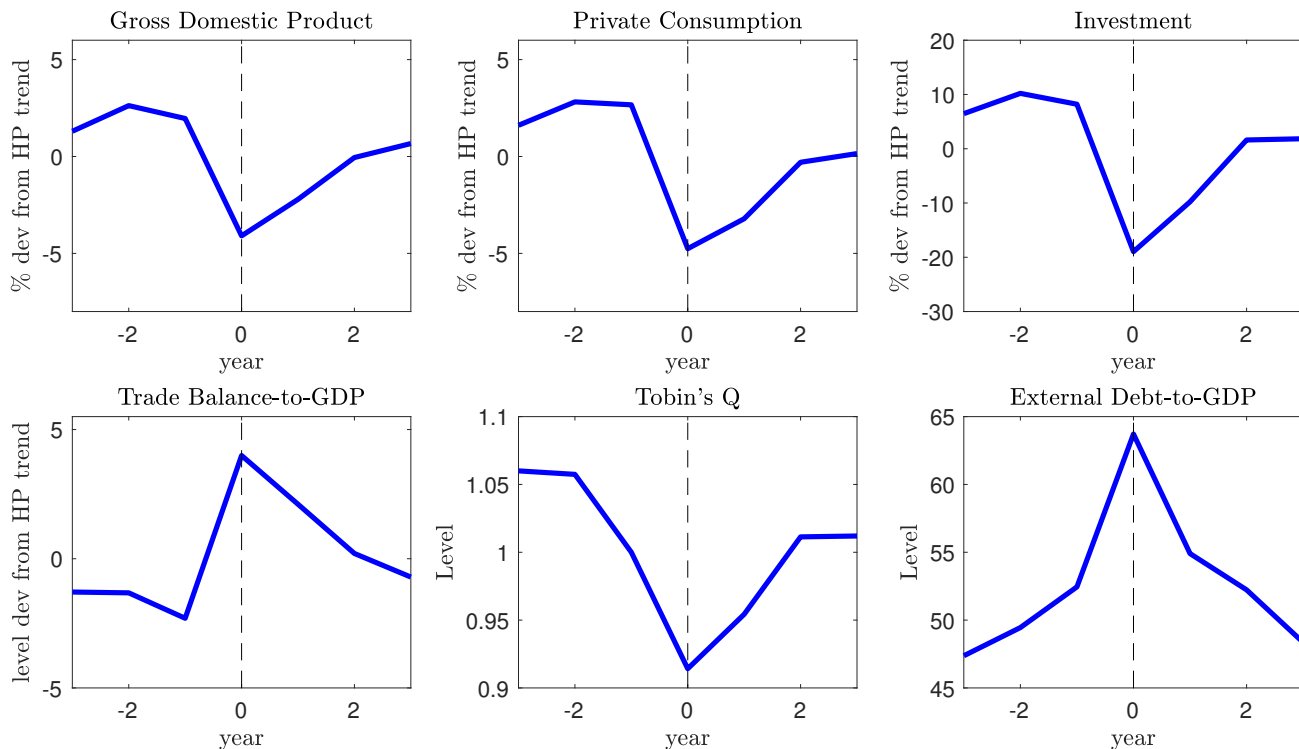 Gross Domestic Product
% dev from HP trend
5
0
-5
-2
0
2
year
Private Consumption
% dev from HP trend
5
0
-5
-2
0
2
year
Investment
% dev from HP trend
20
10
0
-10
-20
-30
-2
0
2
year
Trade Balance-to-GDP
level dev from HP trend
5
0
-5
-2
0
2
year
Tobin's Q
Level
1.1
1.05
1
0.95
0.9
-2
0
2
year
External Debt-to-GDP
Level
65
60
55
50
45
-2
0
2
year